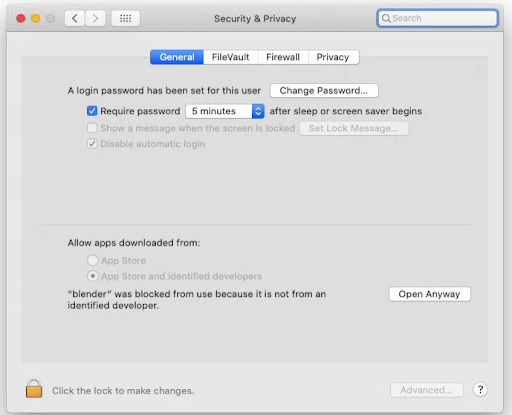 Security & Privacy
Search
General FileVault Firewall Privacy
A login password has been set for this user Change Password...
Require password 5 minutes after sleep or screen saver begins
Show a message when the screen is locked Set Lock Message...
Disable automatic login
Allow apps downloaded from:
App Store
App Store and identified developers
“blender” was blocked from use because it is not from an Open Anyway
identified developer.
Click the lock to make changes. Advanced... ?